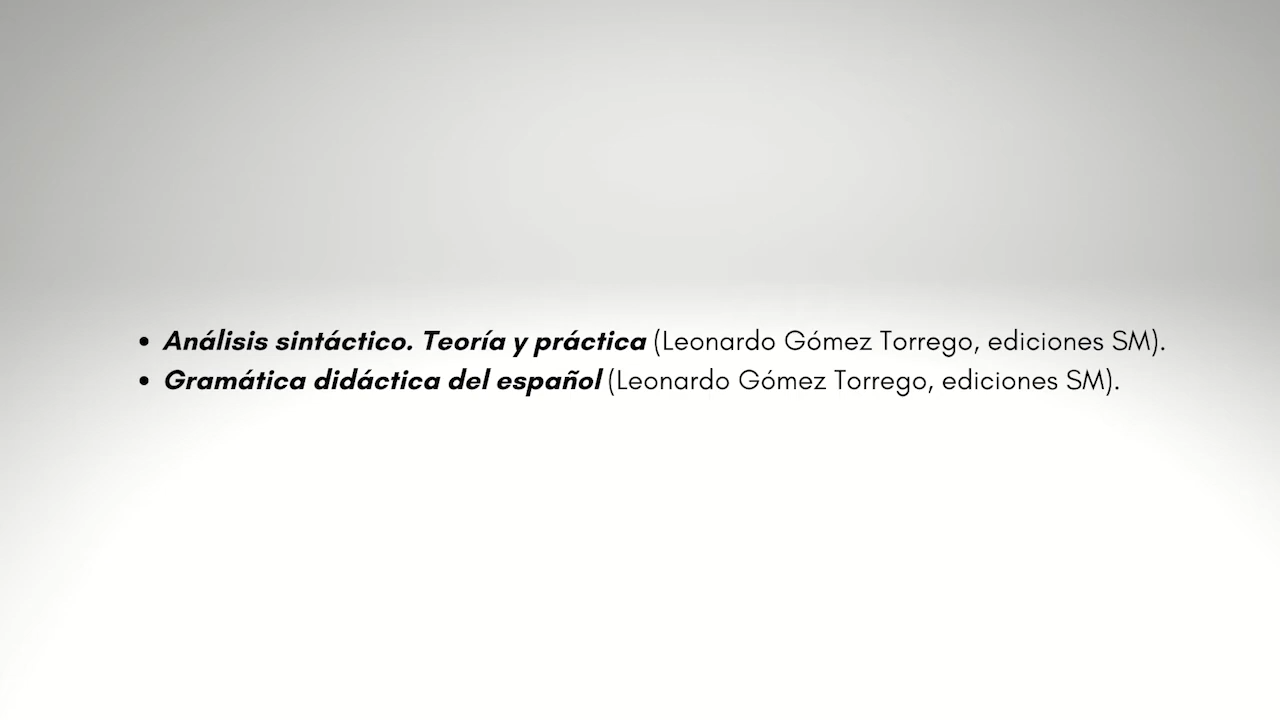 • Análisis sintáctico. Teoría y práctica (Leonardo Gómez Torrego, ediciones SM).
• Gramática didáctica del español (Leonardo Gómez Torrego, ediciones SM).